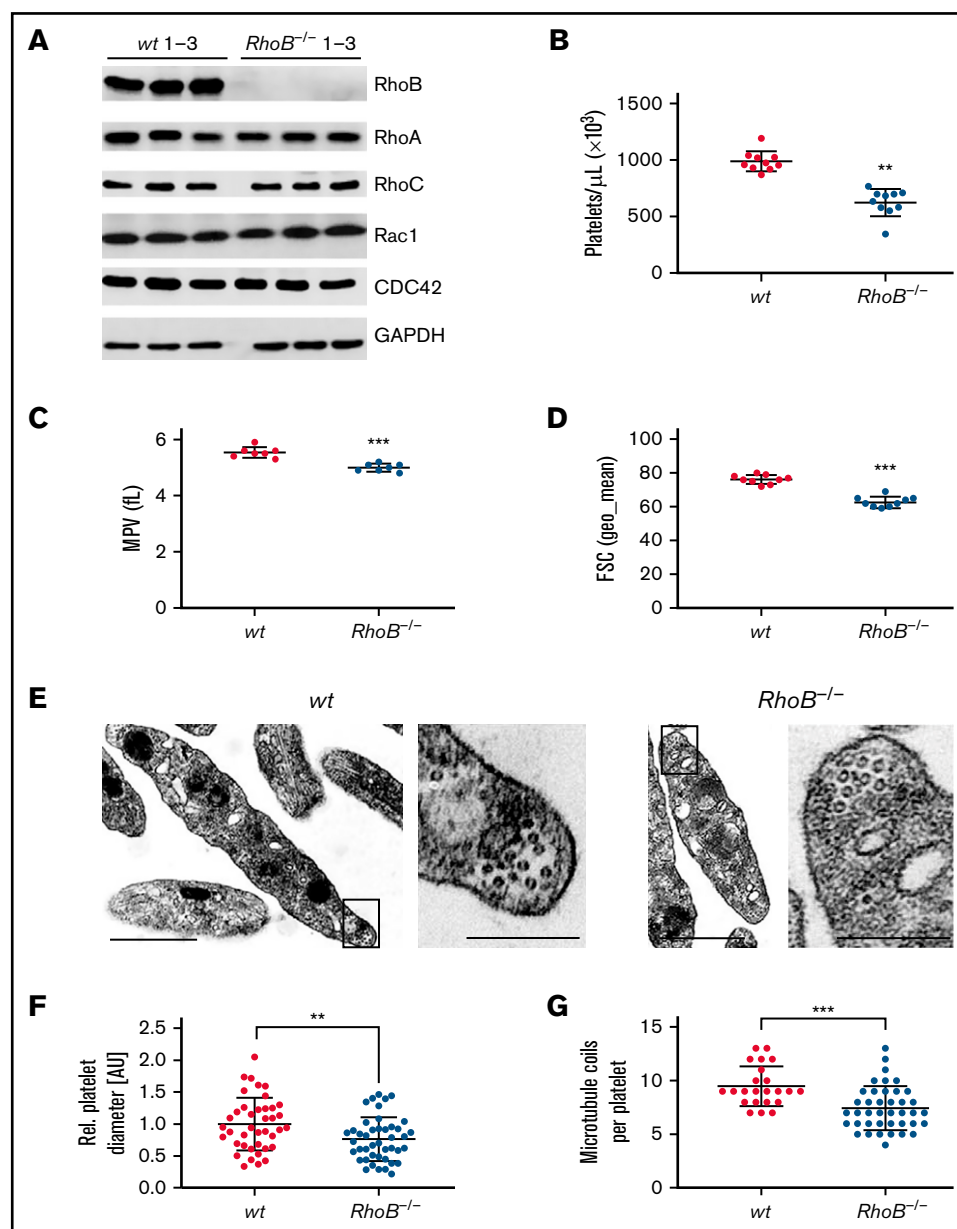 A
wt 1–3
RhoB–/– 1–3
RhoB
RhoA
RhoC
Rac1
CDC42
GAPDH
B
Platelets/μL (×10³)
1500
1000
500
0
**
wt
RhoB–/–
C
MPV (fL)
6
4
2
0
***
wt
RhoB–/–
D
FSC (geo_mean)
100
80
60
40
20
0
***
wt
RhoB–/–
E
wt
RhoB–/–
F
Rel. platelet
diameter [AU]
2.5
2.0
1.5
1.0
0.5
0.0
**
wt
RhoB–/–
G
Microtubule coils
per platelet
15
10
5
0
***
wt
RhoB–/–